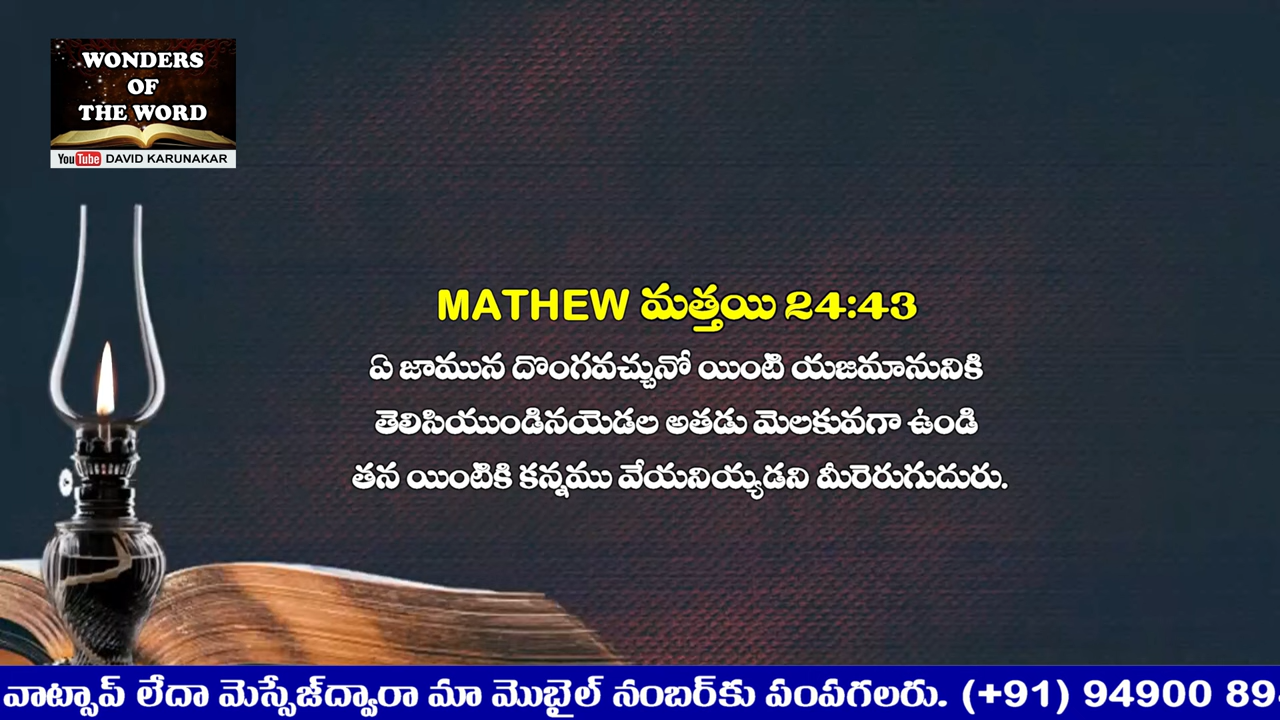 WONDERS
OF
THE WORD
YouTube DAVID KARUNAKAR
MATHEW మత్తయి 24:43
ఏ జామున దొంగవచ్చునో యింటి యజమానునికి
తెలిసియుండినయెడల అతడు మెలకువగా ఉండి
తన యింటికి కన్నము వేయనియ్యడని మీరెరుగుదురు.
వాట్సాప్ లేదా మెస్సేజ్‌ద్వారా మా మొబైల్ నంబర్‌కు పంపగలరు. (+91) 94900 89